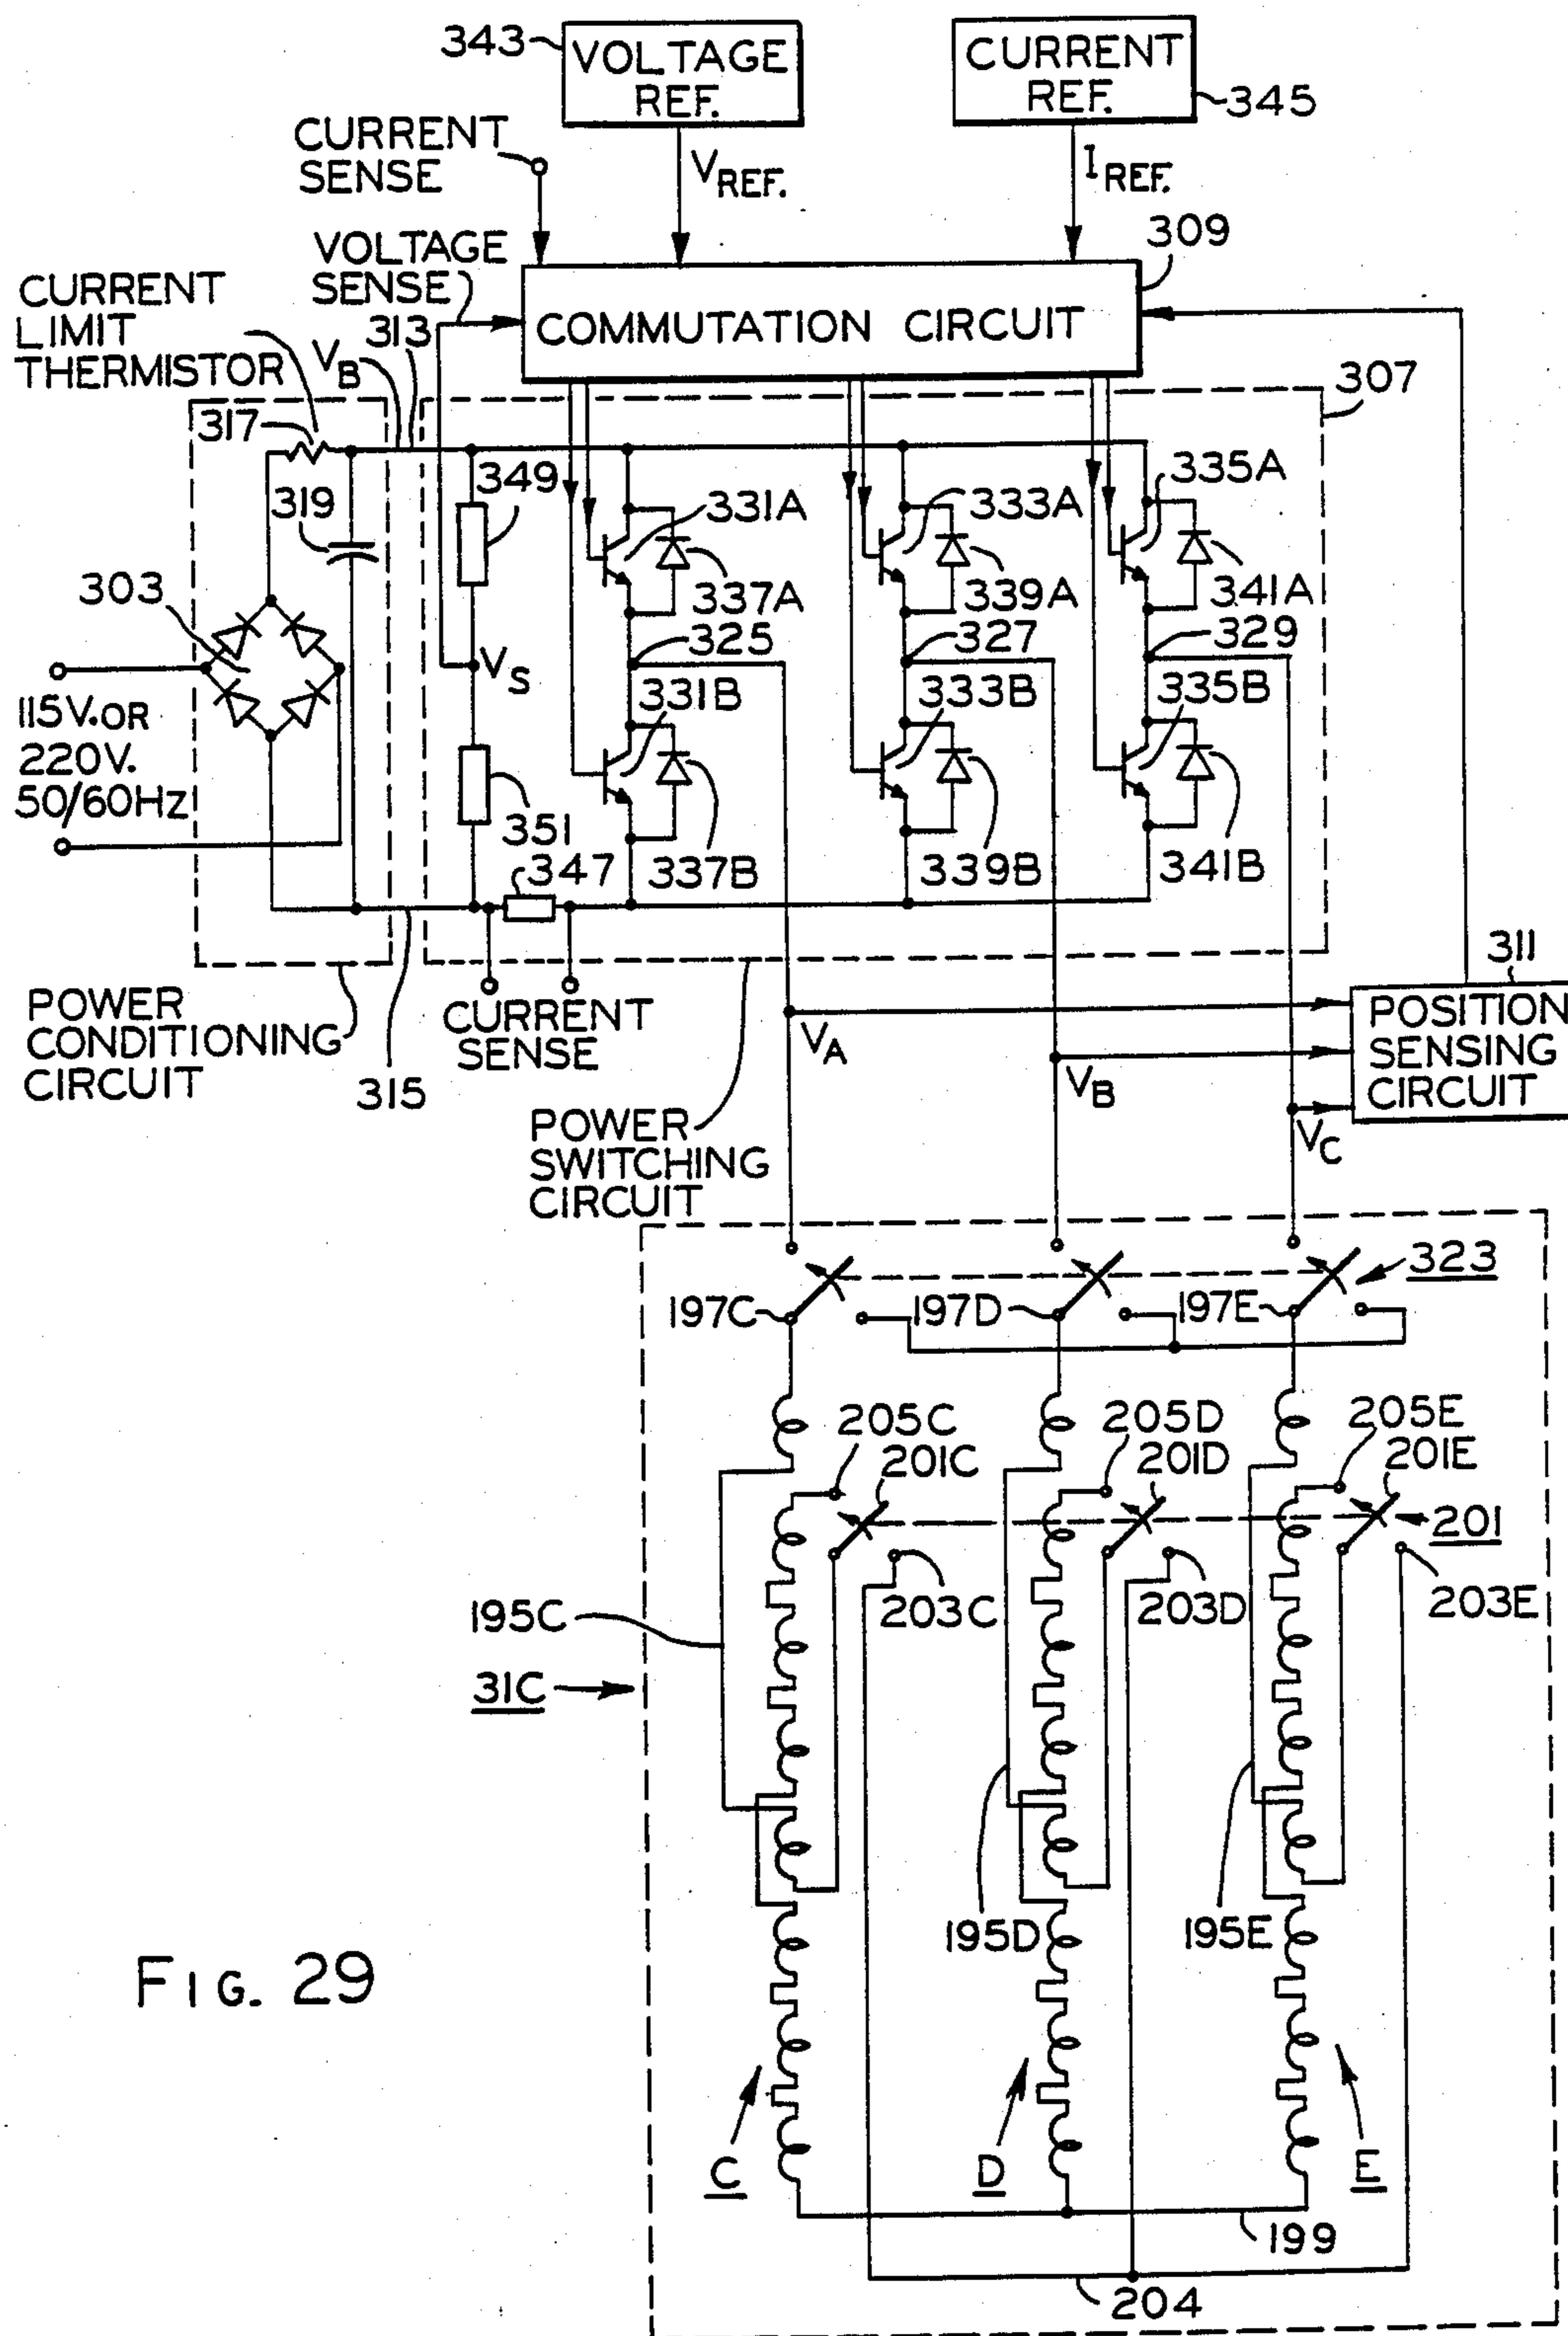 343
VOLTAGE
REF.
CURRENT
REF.
345
CURRENT
SENSE
VREF.
IREF.
309
VOLTAGE
SENSE
CURRENT
LIMIT
THERMISTOR
VB
313
COMMUTATION CIRCUIT
307
317
319
349
331A
333A
335A
303
337A
339A
341A
325
327
329
VS
331B
333B
335B
115V. OR
220V.
50/60HZ
351
347
337B
339B
341B
311
POSITION
SENSING
CIRCUIT
POWER
CONDITIONING
CIRCUIT
315
CURRENT
SENSE
VA
VB
VC
POWER
SWITCHING
CIRCUIT
323
197C
197D
197E
205C
201C
205D
201D
205E
201E
201
203C
203D
203E
195C
31C
195D
195E
FIG. 29
C
D
E
199
204